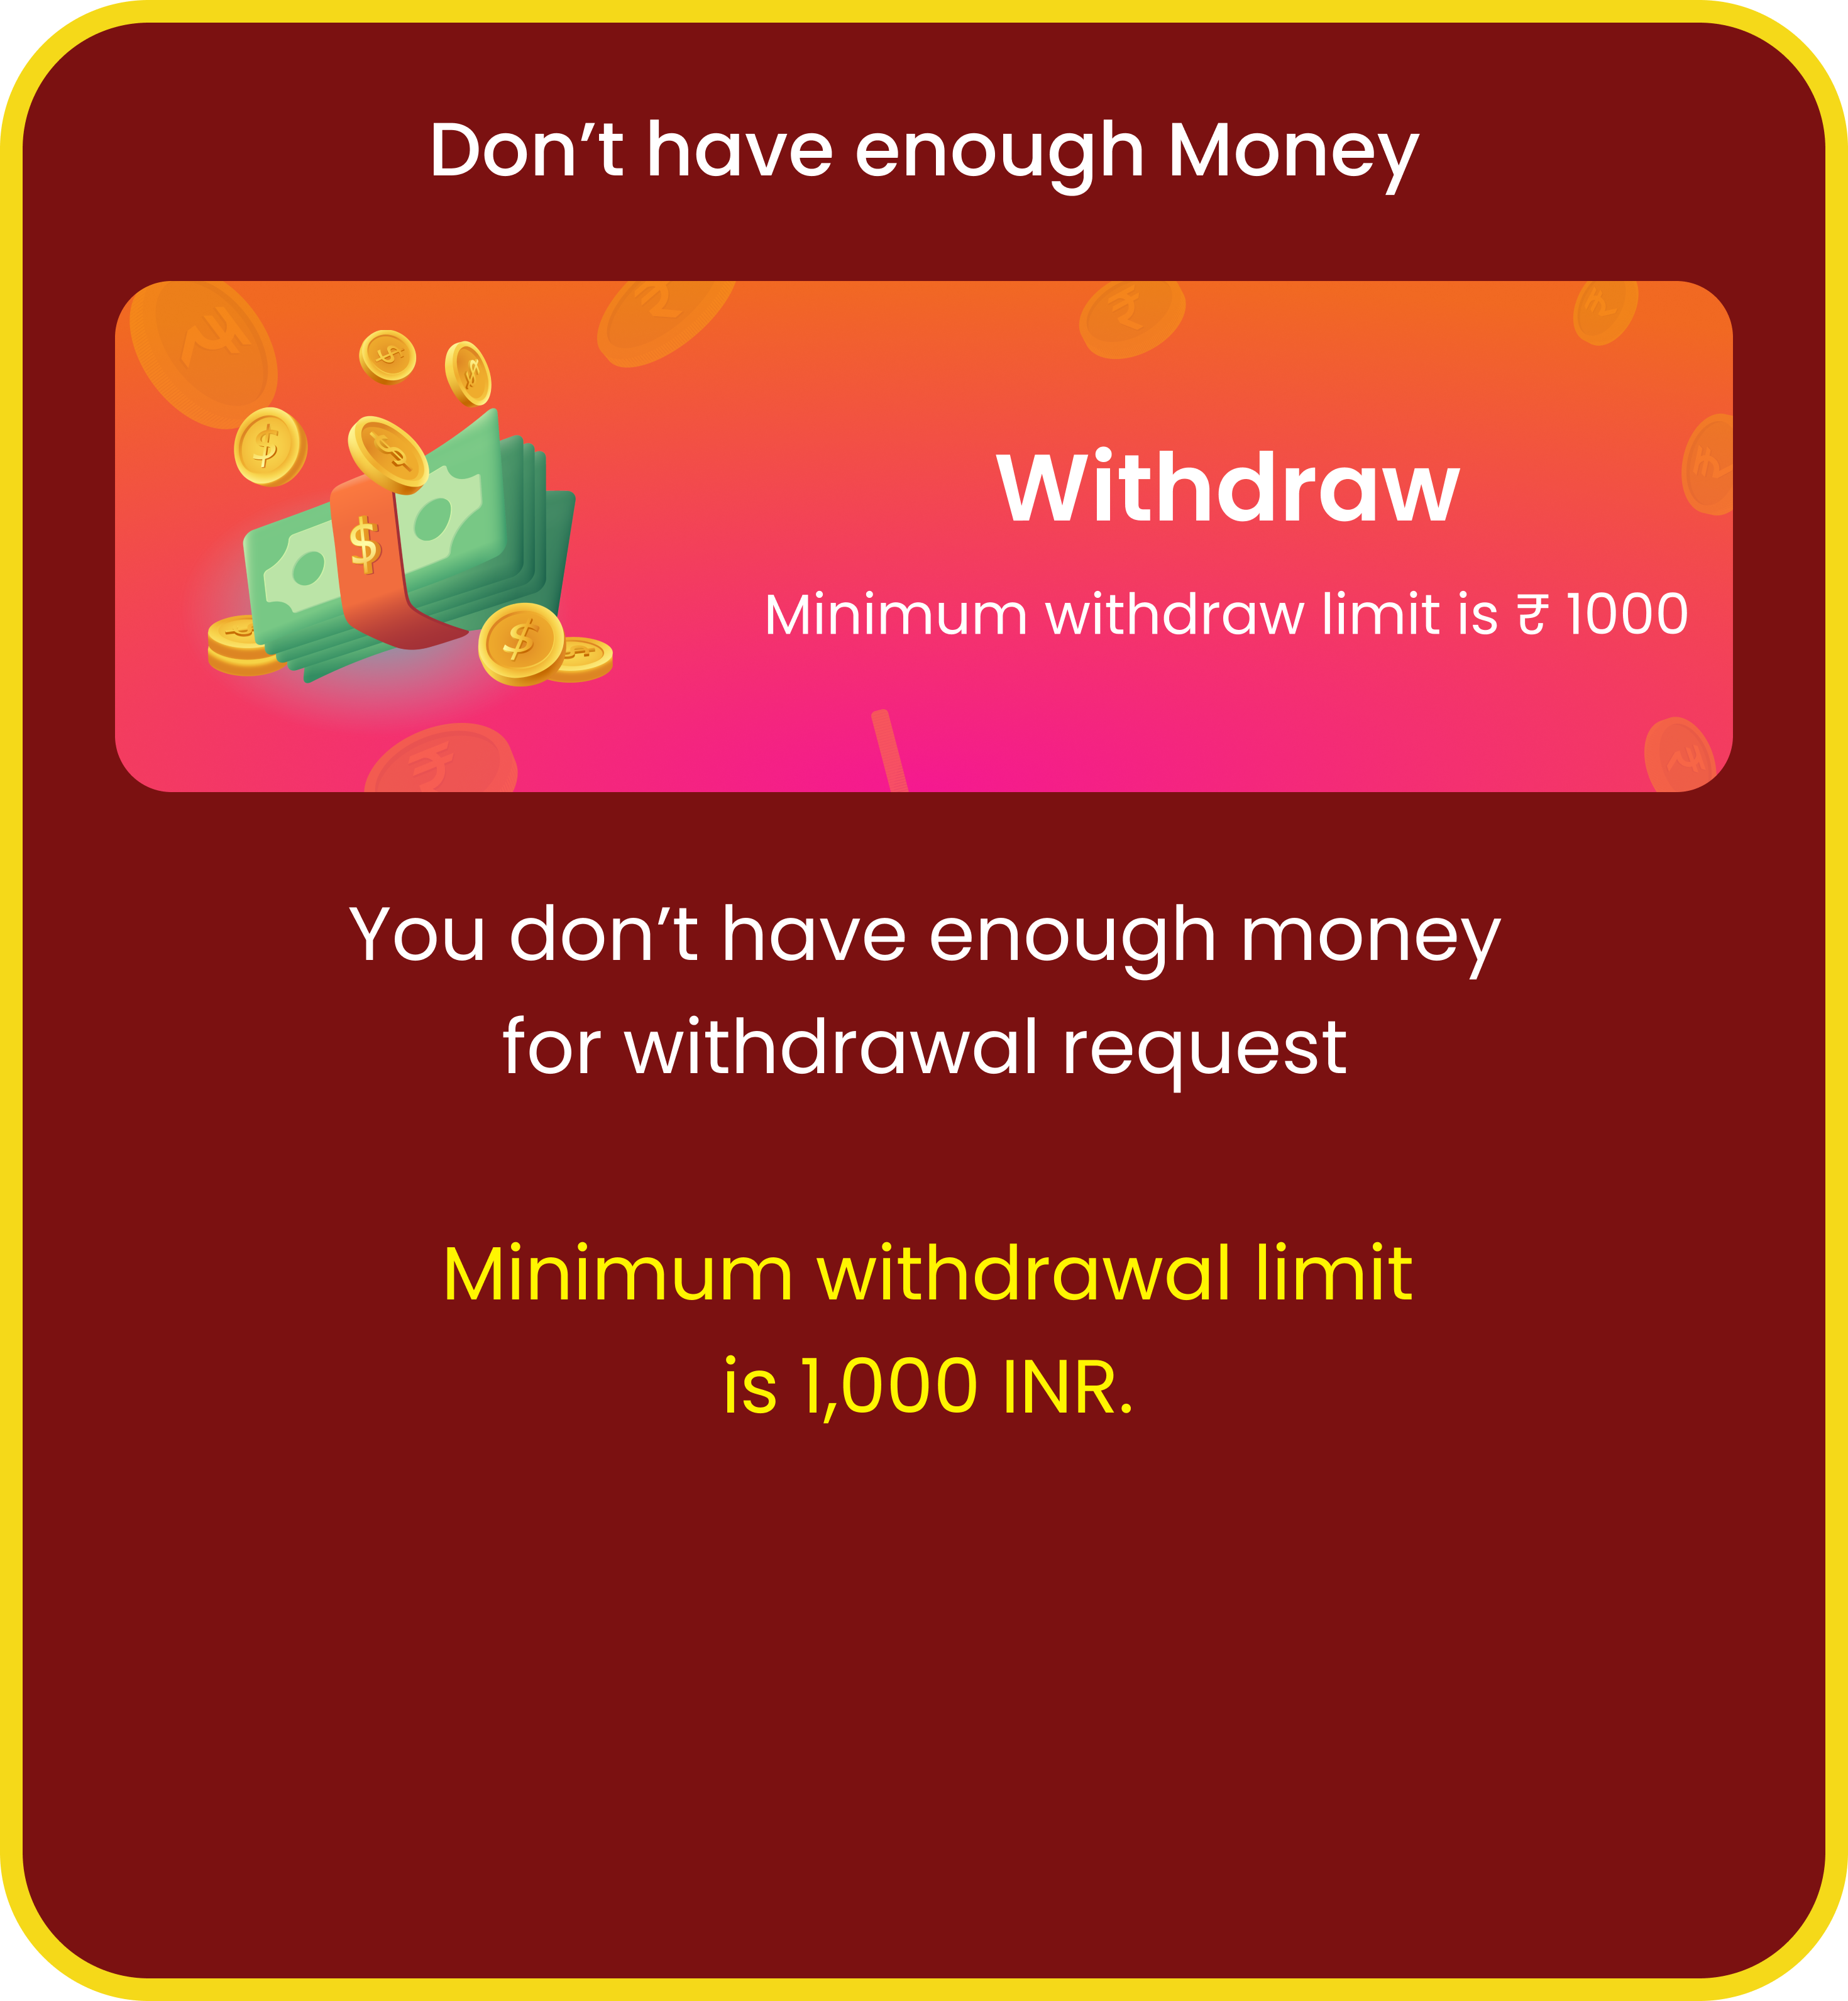 Don’t have enough Money
Withdraw
Minimum withdraw limit is ₹ 1000
You don’t have enough money
for withdrawal request
Minimum withdrawal limit
is 1,000 INR.